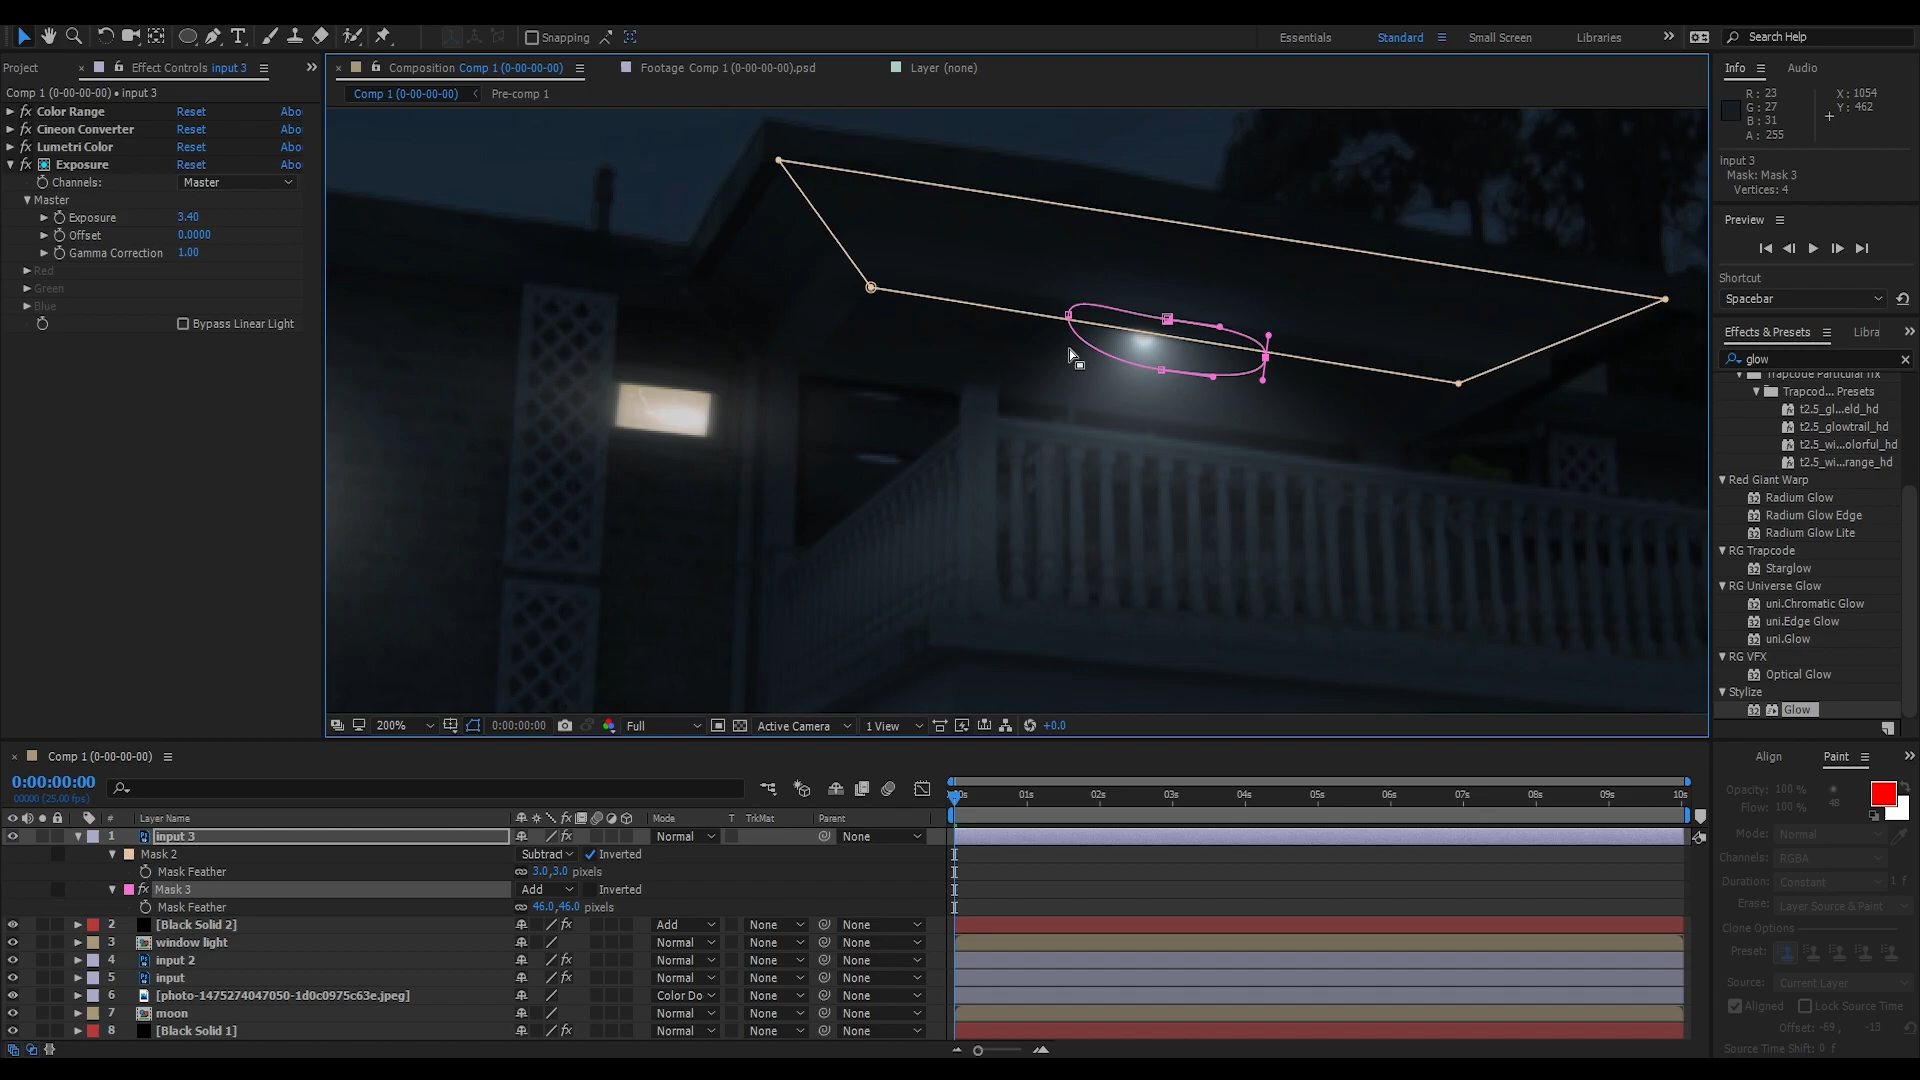 Snapping
Essentials
Standard
Small Screen
Libraries
Search Help
Project
Effect Controls input 3
Composition Comp 1 (0-00-00-00)
Footage Comp 1 (0-00-00-00).psd
Layer (none)
Info
Audio
Comp 1 (0-00-00-00) • input 3
Comp 1 (0-00-00-00)
Pre-comp 1
R: 23
G: 27
B: 31
A: 255
X: 1054
Y: 462
Color Range Reset Abo
Cineon Converter Reset Abo
Lumetri Color Reset Abo
Exposure Reset Abo
Channels: Master
Master
Exposure 3.40
Offset 0.0000
Gamma Correction 1.00
Red
Green
Blue
Bypass Linear Light
input 3
Mask: Mask 3
Vertices: 4
Preview
Shortcut
Spacebar
Effects & Presets
Libra
glow
Trapcode Particular fix
Trapcod... Presets
t2.5_gl...eld_hd
t2.5_glowtrail_hd
t2.5_wi...olorful_hd
t2.5_wi...range_hd
Red Giant Warp
Radium Glow
Radium Glow Edge
Radium Glow Lite
RG Trapcode
Starglow
RG Universe Glow
uni.Chromatic Glow
uni.Edge Glow
uni.Glow
RG VFX
Optical Glow
Stylize
Glow
200%
0:00:00:00
Full
Active Camera
1 View
+0.0
Comp 1 (0-00-00-00)
0:00:00:00
00000 (25.00 fps)
01s 02s 03s 04s 05s 06s 07s 08s 09s 10s
# Layer Name Mode T TrkMat Parent
1 input 3 Normal None
Mask 2 Subtract Inverted
Mask Feather 3.0,3.0 pixels
Mask 3 Add Inverted
Mask Feather 46.0,46.0 pixels
2 [Black Solid 2] Add None None
3 window light Normal None None
4 input 2 Normal None None
5 input Normal None None
6 [photo-1475274047050-1d0c0975c63e.jpeg] Color Do None None
7 moon Normal None None
8 [Black Solid 1] Normal None None
Align
Paint
Opacity: 100 %
Flow: 100 %
48
Mode: Normal
Channels: RGBA
Duration: Constant 1 f
Erase: Layer Source & Paint
Clone Options
Preset:
Source: Current Layer
Aligned
Lock Source Time
Offset: -69, -13
Source Time Shift: 0 f